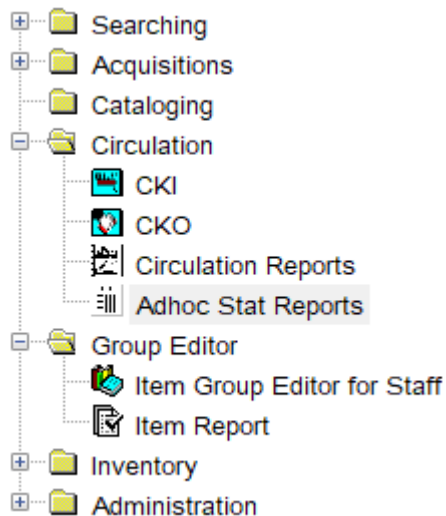 Searching
Acquisitions
Cataloging
Circulation
CKI
CKO
Circulation Reports
Adhoc Stat Reports
Group Editor
Item Group Editor for Staff
Item Report
Inventory
Administration